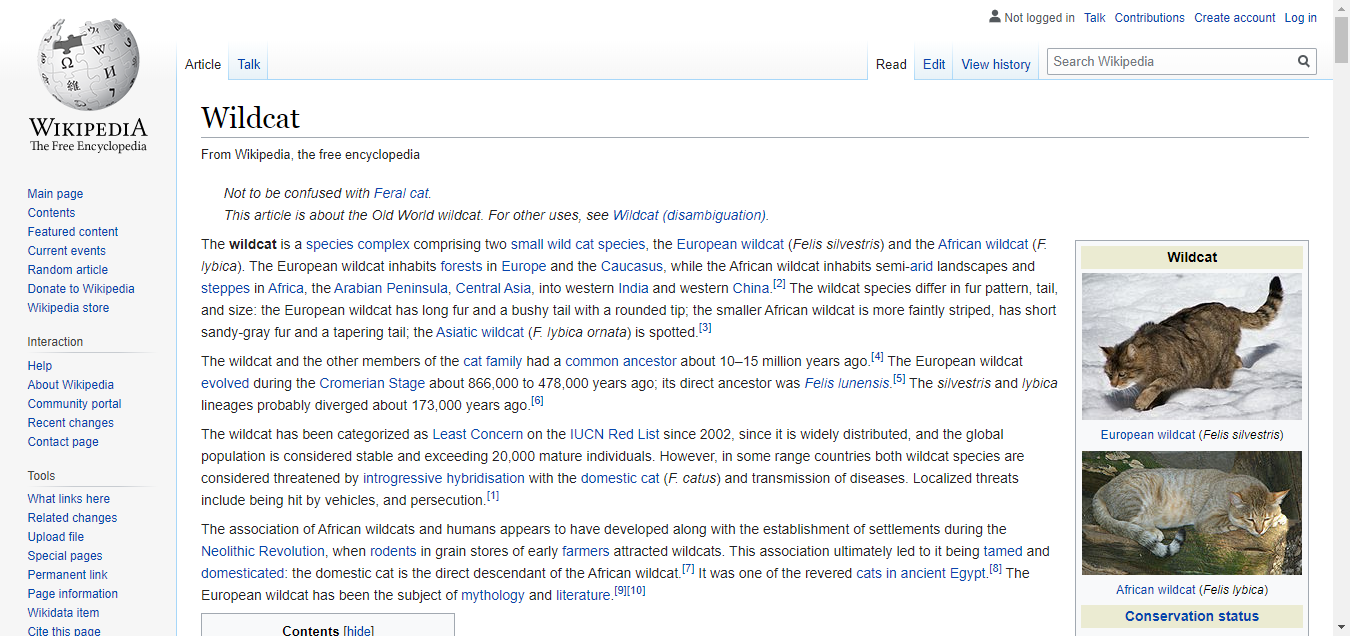 Not logged in Talk Contributions Create account Log in
Article Talk Read Edit View history Search Wikipedia
WIKIPEDIA
The Free Encyclopedia
Main page
Contents
Featured content
Current events
Random article
Donate to Wikipedia
Wikipedia store
Interaction
Help
About Wikipedia
Community portal
Recent changes
Contact page
Tools
What links here
Related changes
Upload file
Special pages
Permanent link
Page information
Wikidata item
Cite this page
Wildcat
From Wikipedia, the free encyclopedia
Not to be confused with Feral cat.
This article is about the Old World wildcat. For other uses, see Wildcat (disambiguation).
The wildcat is a species complex comprising two small wild cat species, the European wildcat (Felis silvestris) and the African wildcat (F.
lybica). The European wildcat inhabits forests in Europe and the Caucasus, while the African wildcat inhabits semi-arid landscapes and
steppes in Africa, the Arabian Peninsula, Central Asia, into western India and western China.[2] The wildcat species differ in fur pattern, tail,
and size: the European wildcat has long fur and a bushy tail with a rounded tip; the smaller African wildcat is more faintly striped, has short
sandy-gray fur and a tapering tail; the Asiatic wildcat (F. lybica ornata) is spotted.[3]
The wildcat and the other members of the cat family had a common ancestor about 10–15 million years ago.[4] The European wildcat
evolved during the Cromerian Stage about 866,000 to 478,000 years ago; its direct ancestor was Felis lunensis.[5] The silvestris and lybica
lineages probably diverged about 173,000 years ago.[6]
The wildcat has been categorized as Least Concern on the IUCN Red List since 2002, since it is widely distributed, and the global
population is considered stable and exceeding 20,000 mature individuals. However, in some range countries both wildcat species are
considered threatened by introgressive hybridisation with the domestic cat (F. catus) and transmission of diseases. Localized threats
include being hit by vehicles, and persecution.[1]
The association of African wildcats and humans appears to have developed along with the establishment of settlements during the
Neolithic Revolution, when rodents in grain stores of early farmers attracted wildcats. This association ultimately led to it being tamed and
domesticated: the domestic cat is the direct descendant of the African wildcat.[7] It was one of the revered cats in ancient Egypt.[8] The
European wildcat has been the subject of mythology and literature.[9][10]
Contents [hide]
Wildcat
European wildcat (Felis silvestris)
African wildcat (Felis lybica)
Conservation status